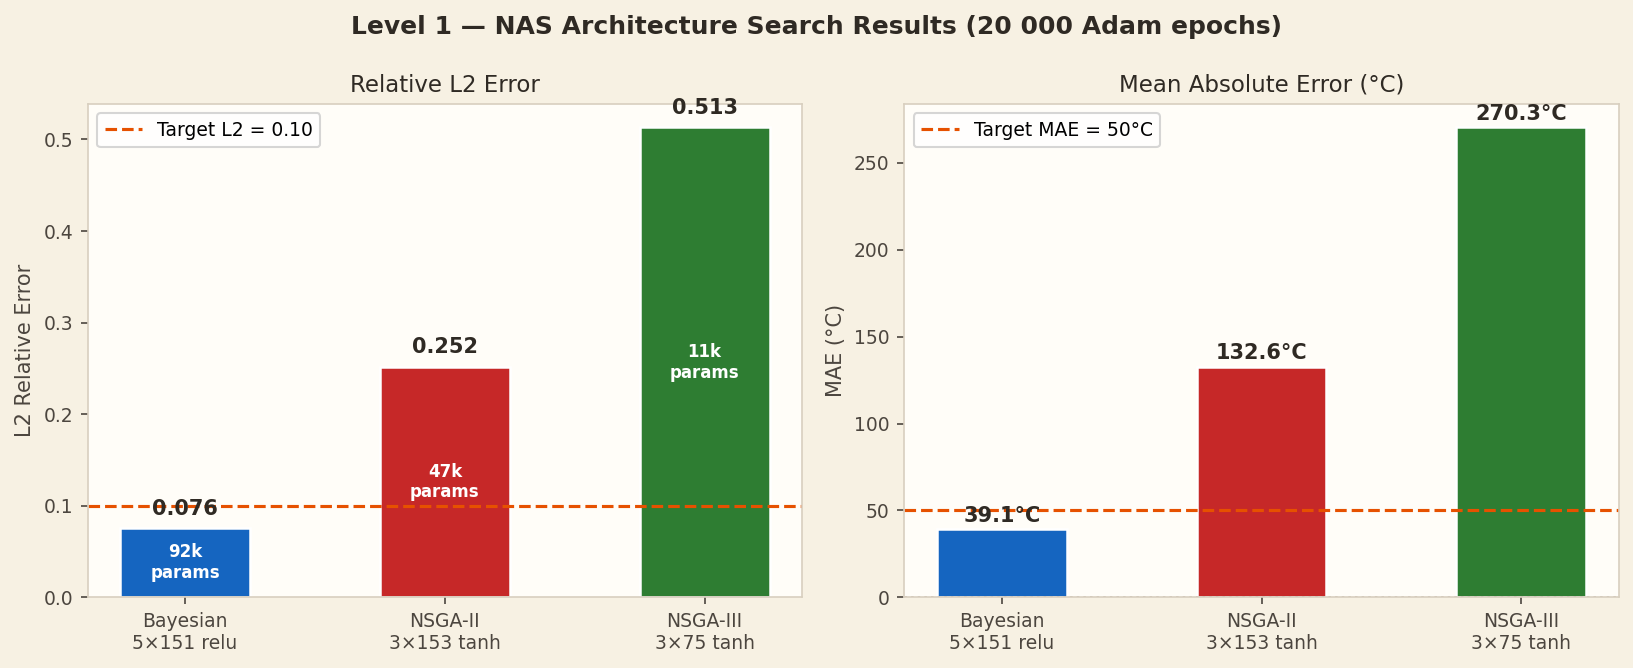 Level 1 — NAS Architecture Search Results (20 000 Adam epochs)
Relative L2 Error
Target L2 = 0.10
L2 Relative Error
0.5
0.4
0.3
0.2
0.1
0.0
0.076
92k
params
0.252
47k
params
0.513
11k
params
Bayesian
5×151 relu
NSGA-II
3×153 tanh
NSGA-III
3×75 tanh
Mean Absolute Error (°C)
Target MAE = 50°C
MAE (°C)
250
200
150
100
50
0
39.1°C
132.6°C
270.3°C
Bayesian
5×151 relu
NSGA-II
3×153 tanh
NSGA-III
3×75 tanh